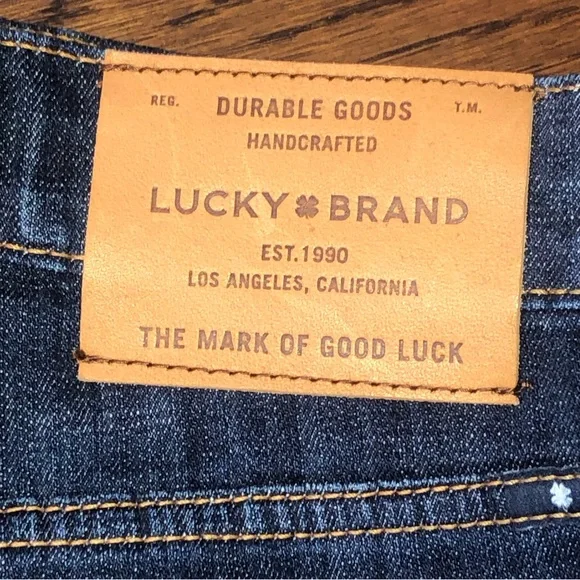 REG. DURABLE GOODS T.M.
HANDCRAFTED
LUCKY BRAND
EST. 1990
LOS ANGELES, CALIFORNIA
THE MARK OF GOOD LUCK